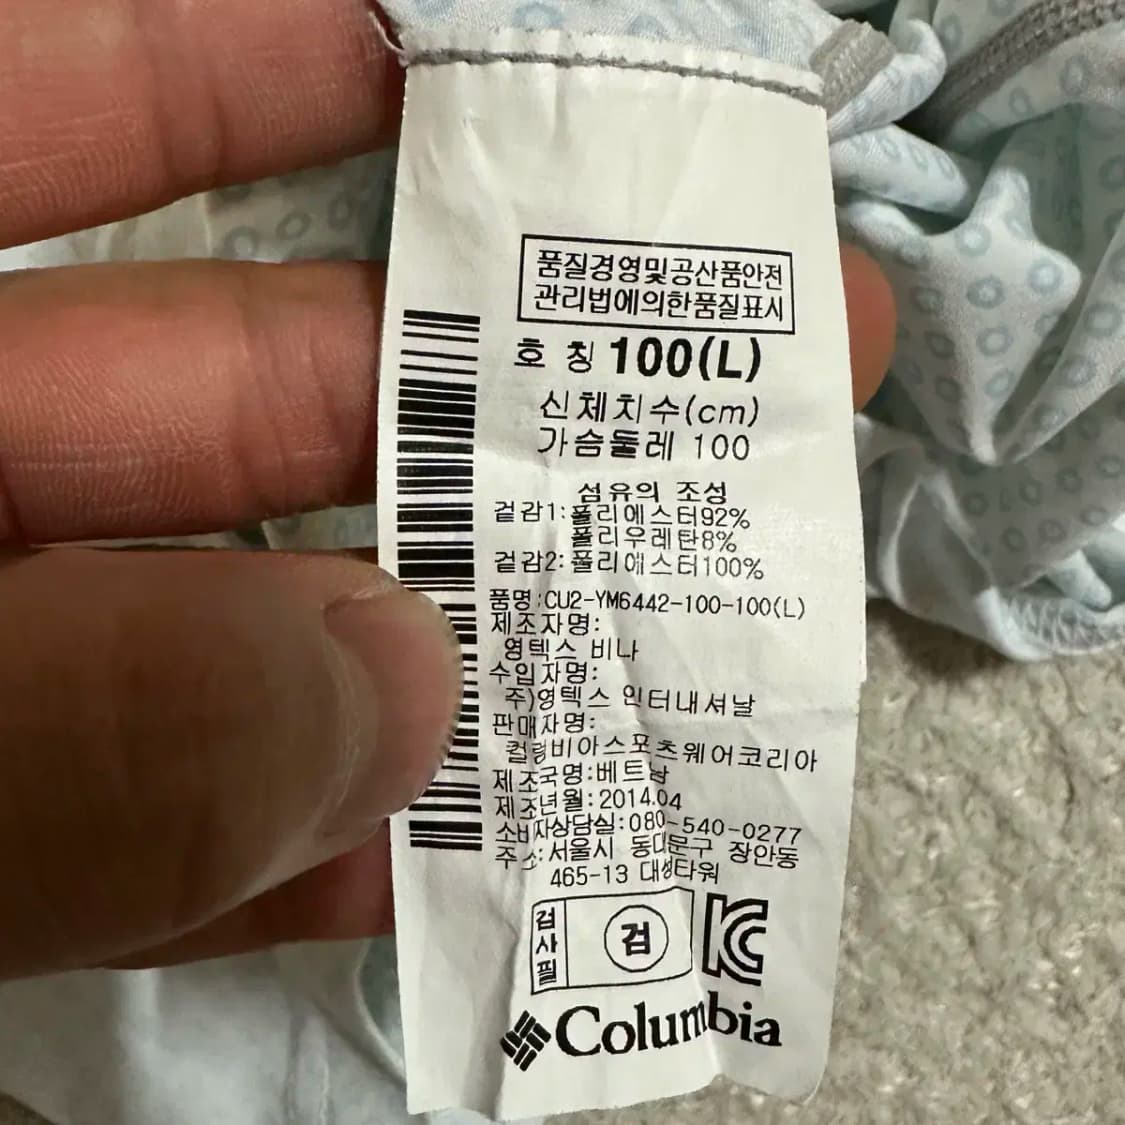 품질경영및공산품안전
관리법에의한품질표시
호 칭 100(L)
신체치수(cm)
가슴둘레 100
섬유의 조성
겉감1:폴리에스터92%
폴리우레탄8%
겉감2:폴리에스터100%
품명:CU2-YM6442-100-100(L)
제조자명:
영텍스 비나
수입자명:
주)영텍스 인터내셔날
판매자명:
컬럼비아스포츠웨어코리아
제조국명:베트남
제조년월:2014.04
소비자상담실:080-540-0277
주 소:서울시 동대문구 장안동
465-13 대성타워
검사필
검
KC
Columbia